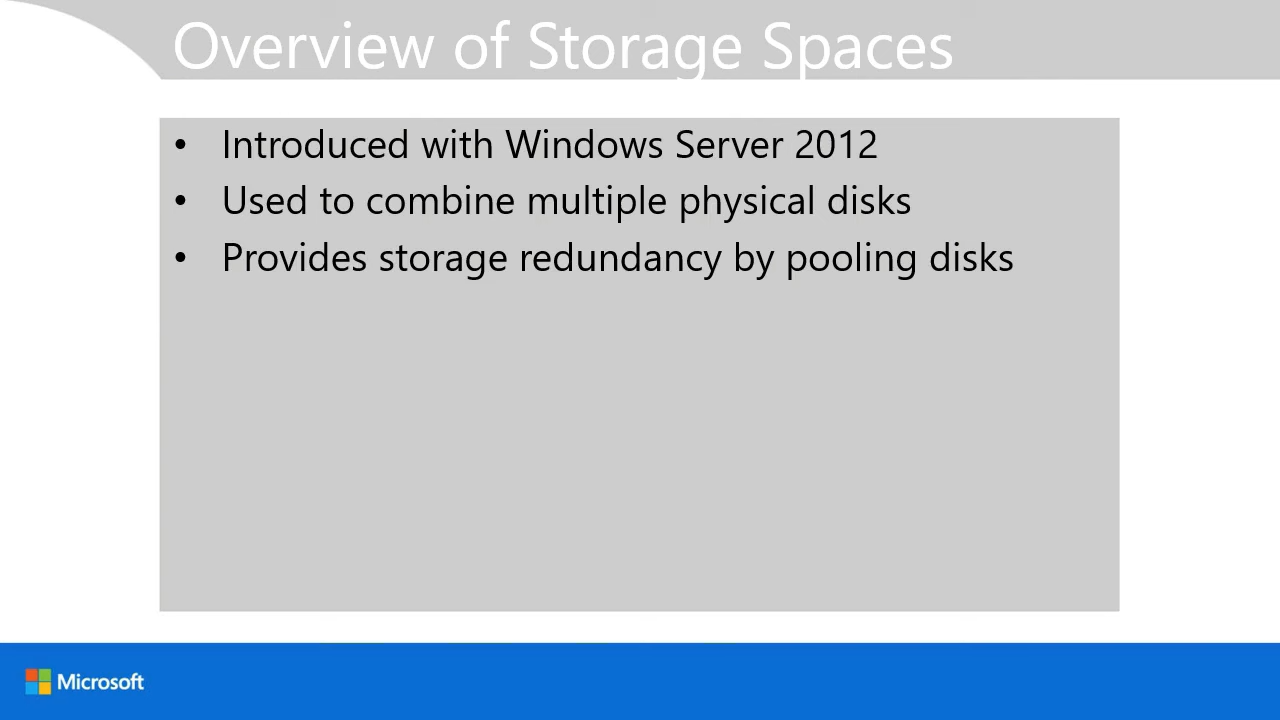 Overview of Storage Spaces
• Introduced with Windows Server 2012
• Used to combine multiple physical disks
• Provides storage redundancy by pooling disks
Microsoft